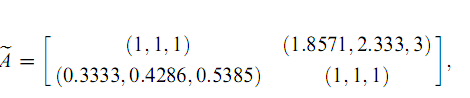 Ã = [ (1, 1, 1) (1.8571, 2.333, 3)
(0.3333, 0.4286, 0.5385) (1, 1, 1) ],